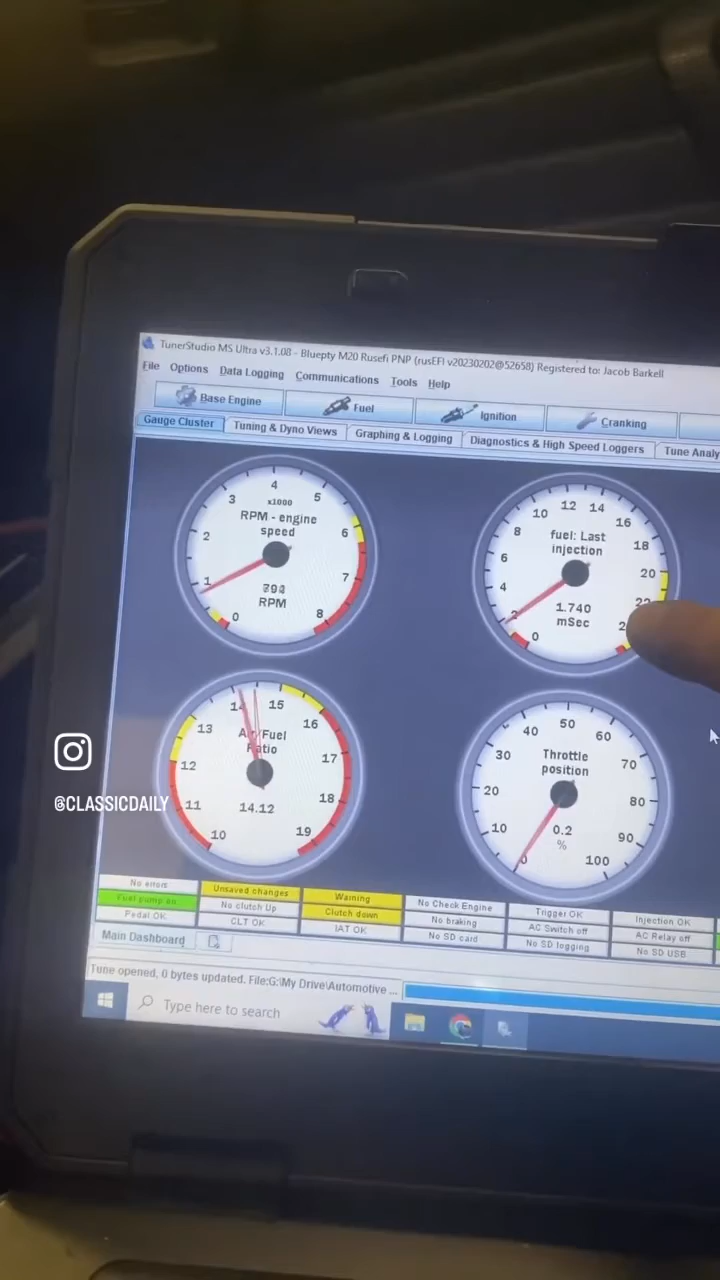 TunerStudio MS Ultra v3.1.08 - Bluepty M20 Rusefi PNP (rusEFI v20230202@52658) Registered to: Jacob Barkell
File Options Data Logging Communications Tools Help
Base Engine Fuel Ignition Cranking
Gauge Cluster Tuning & Dyno Views Graphing & Logging Diagnostics & High Speed Loggers Tune Analy
0 1 2 3 4 5 6 7 8
x1000
RPM - engine
speed
RPM
0 2 4 6 8 10 12 14 16 18 20
fuel: Last
injection
1.740
mSec
10 11 12 13 14 15 16 17 18 19
Air/Fuel
Ratio
14.12
0 10 20 30 40 50 60 70 80 90 100
Throttle
position
0.2
%
@CLASSICDAILY
No errors Unsaved changes Warning No Check Engine Trigger OK Injection OK
Fuel pump on No clutch Up Clutch down No braking AC Switch off AC Relay off
Pedal OK CLT OK IAT OK No SD card No SD logging No SD USB
Main Dashboard
Tune opened, 0 bytes updated. File:G:\My Drive\Automotive ...
Type here to search